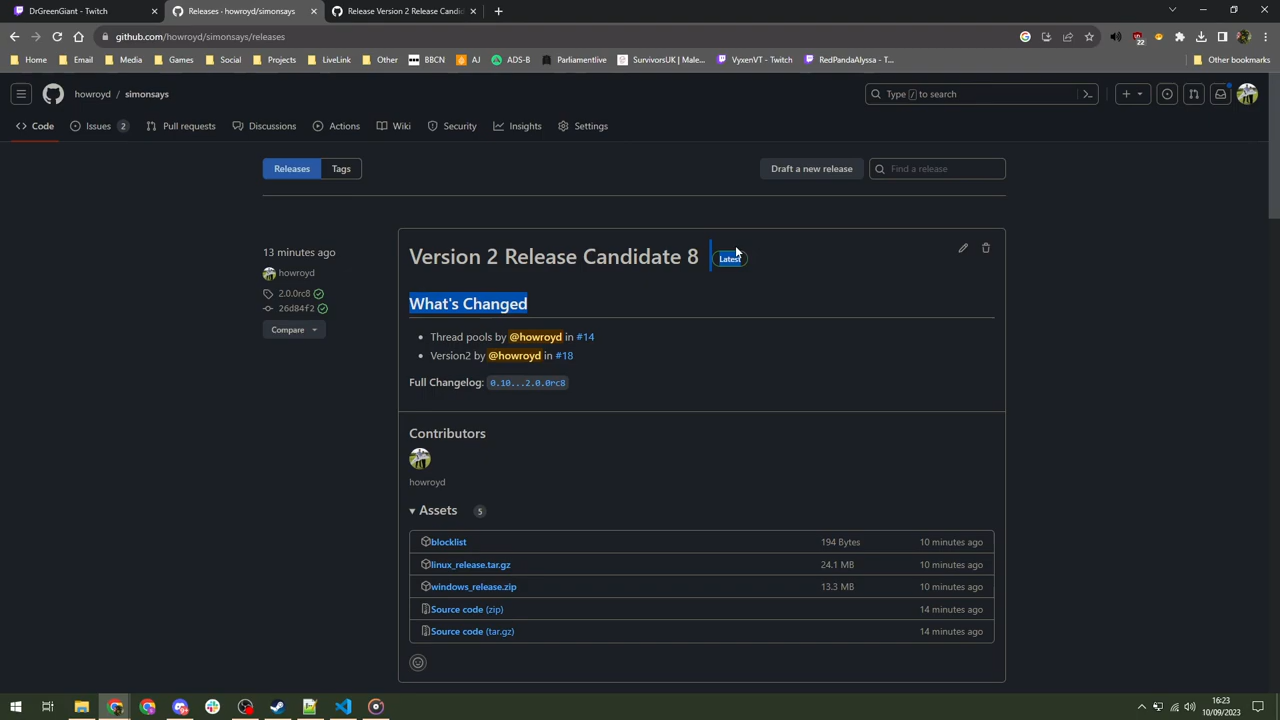 DrGreenGiant - Twitch
Releases · howroyd/simonsays
Release Version 2 Release Candid
github.com/howroyd/simonsays/releases
22
Home
Email
Media
Games
Social
Projects
LiveLink
Other
BBCN
AJ
ADS-B
Parliamentlive
SurvivorsUK | Male...
VyxenVT - Twitch
RedPandaAlyssa - T...
Other bookmarks
howroyd / simonsays
Type / to search
Code
Issues 2
Pull requests
Discussions
Actions
Wiki
Security
Insights
Settings
Releases
Tags
Draft a new release
Find a release
13 minutes ago
howroyd
2.0.0rc8
26d84f2
Compare
Version 2 Release Candidate 8 Latest
What's Changed
Thread pools by @howroyd in #14
Version2 by @howroyd in #18
Full Changelog: 0.10...2.0.0rc8
Contributors
howroyd
Assets 5
blocklist 194 Bytes 10 minutes ago
linux_release.tar.gz 24.1 MB 10 minutes ago
windows_release.zip 13.3 MB 10 minutes ago
Source code (zip) 14 minutes ago
Source code (tar.gz) 14 minutes ago
16:23
10/09/2023